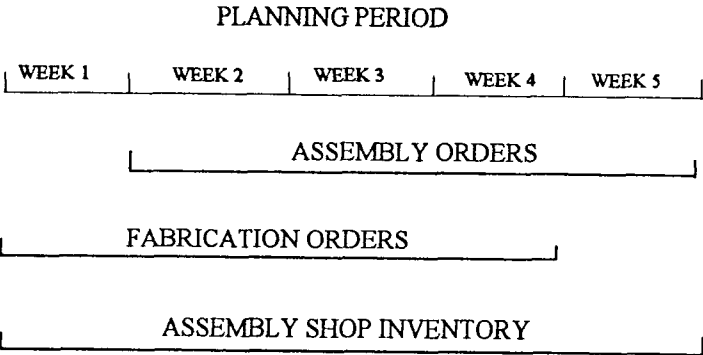 PLANNING PERIOD
WEEK 1 WEEK 2 WEEK 3 WEEK 4 WEEK 5
ASSEMBLY ORDERS
FABRICATION ORDERS
ASSEMBLY SHOP INVENTORY